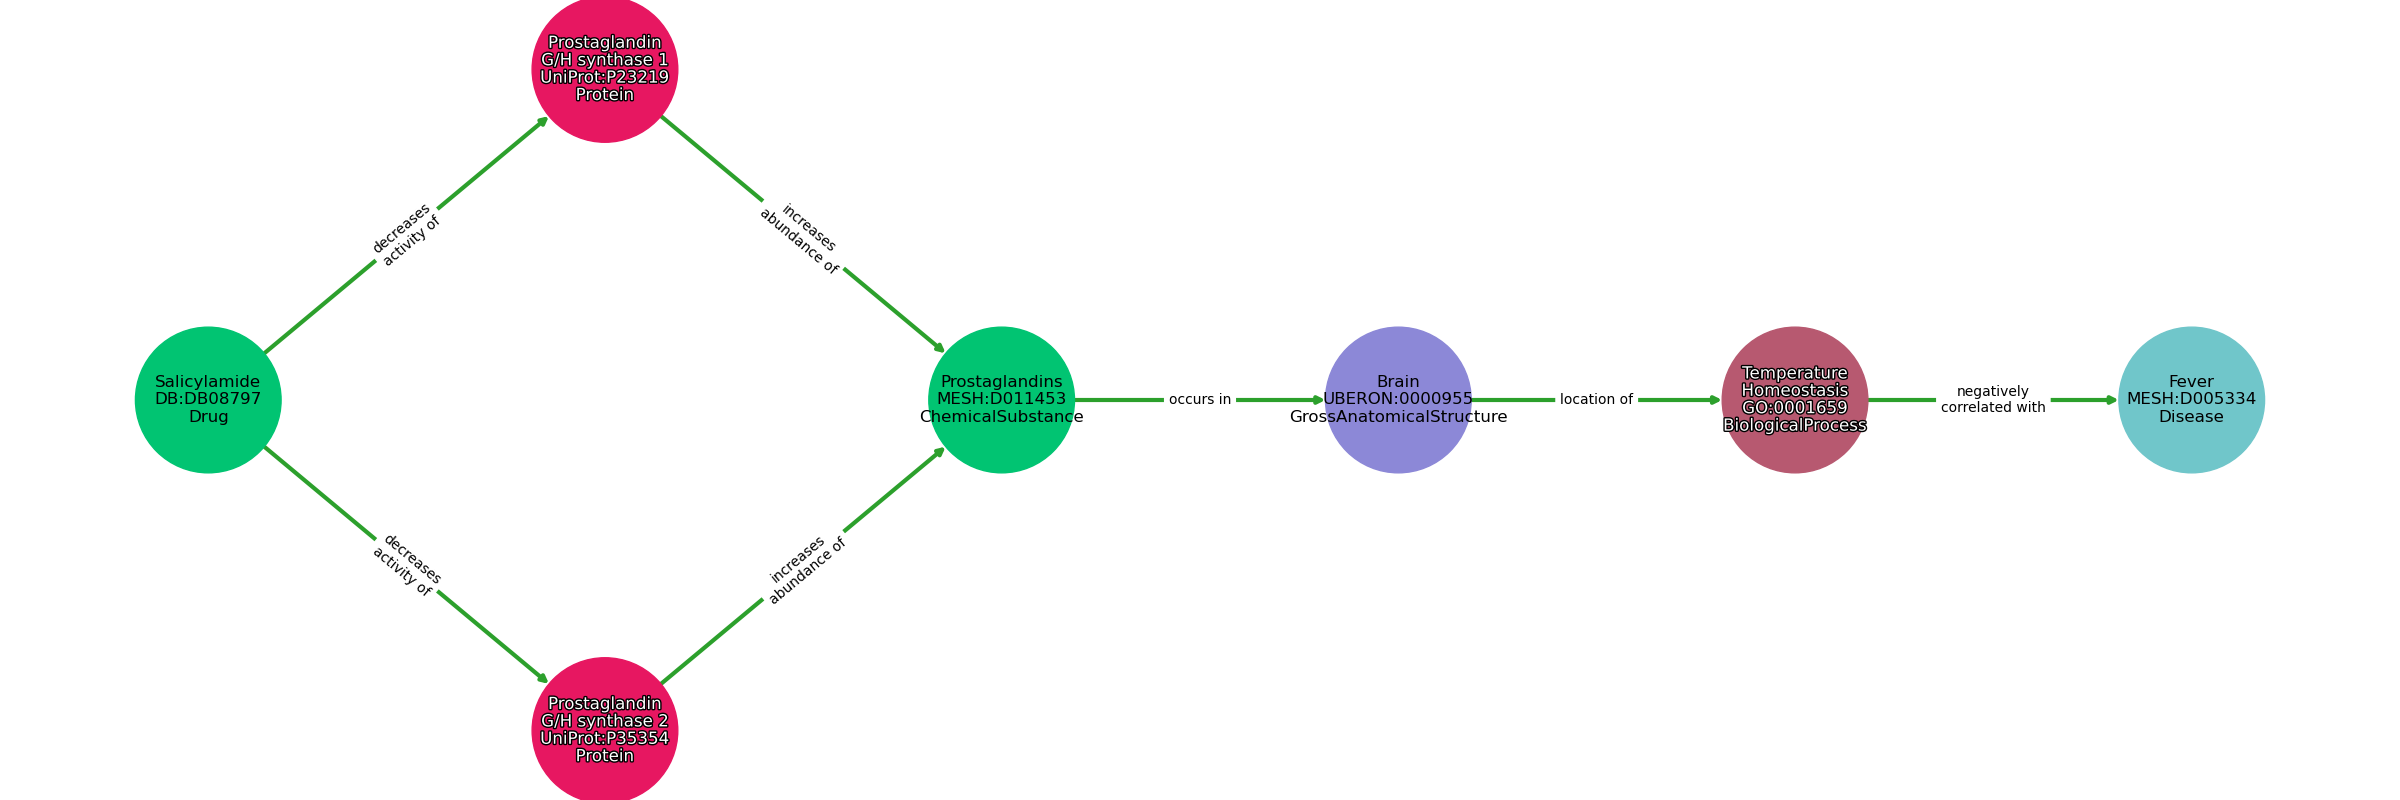 Prostaglandin
G/H synthase 1
UniProt:P23219
Protein
decreases
activity of
increases
abundance of
Salicylamide
DB:DB08797
Drug
Prostaglandins
MESH:D011453
ChemicalSubstance
occurs in
Brain
UBERON:0000955
GrossAnatomicalStructure
location of
Temperature
Homeostasis
GO:0001659
BiologicalProcess
negatively
correlated with
Fever
MESH:D005334
Disease
decreases
activity of
increases
abundance of
Prostaglandin
G/H synthase 2
UniProt:P35354
Protein